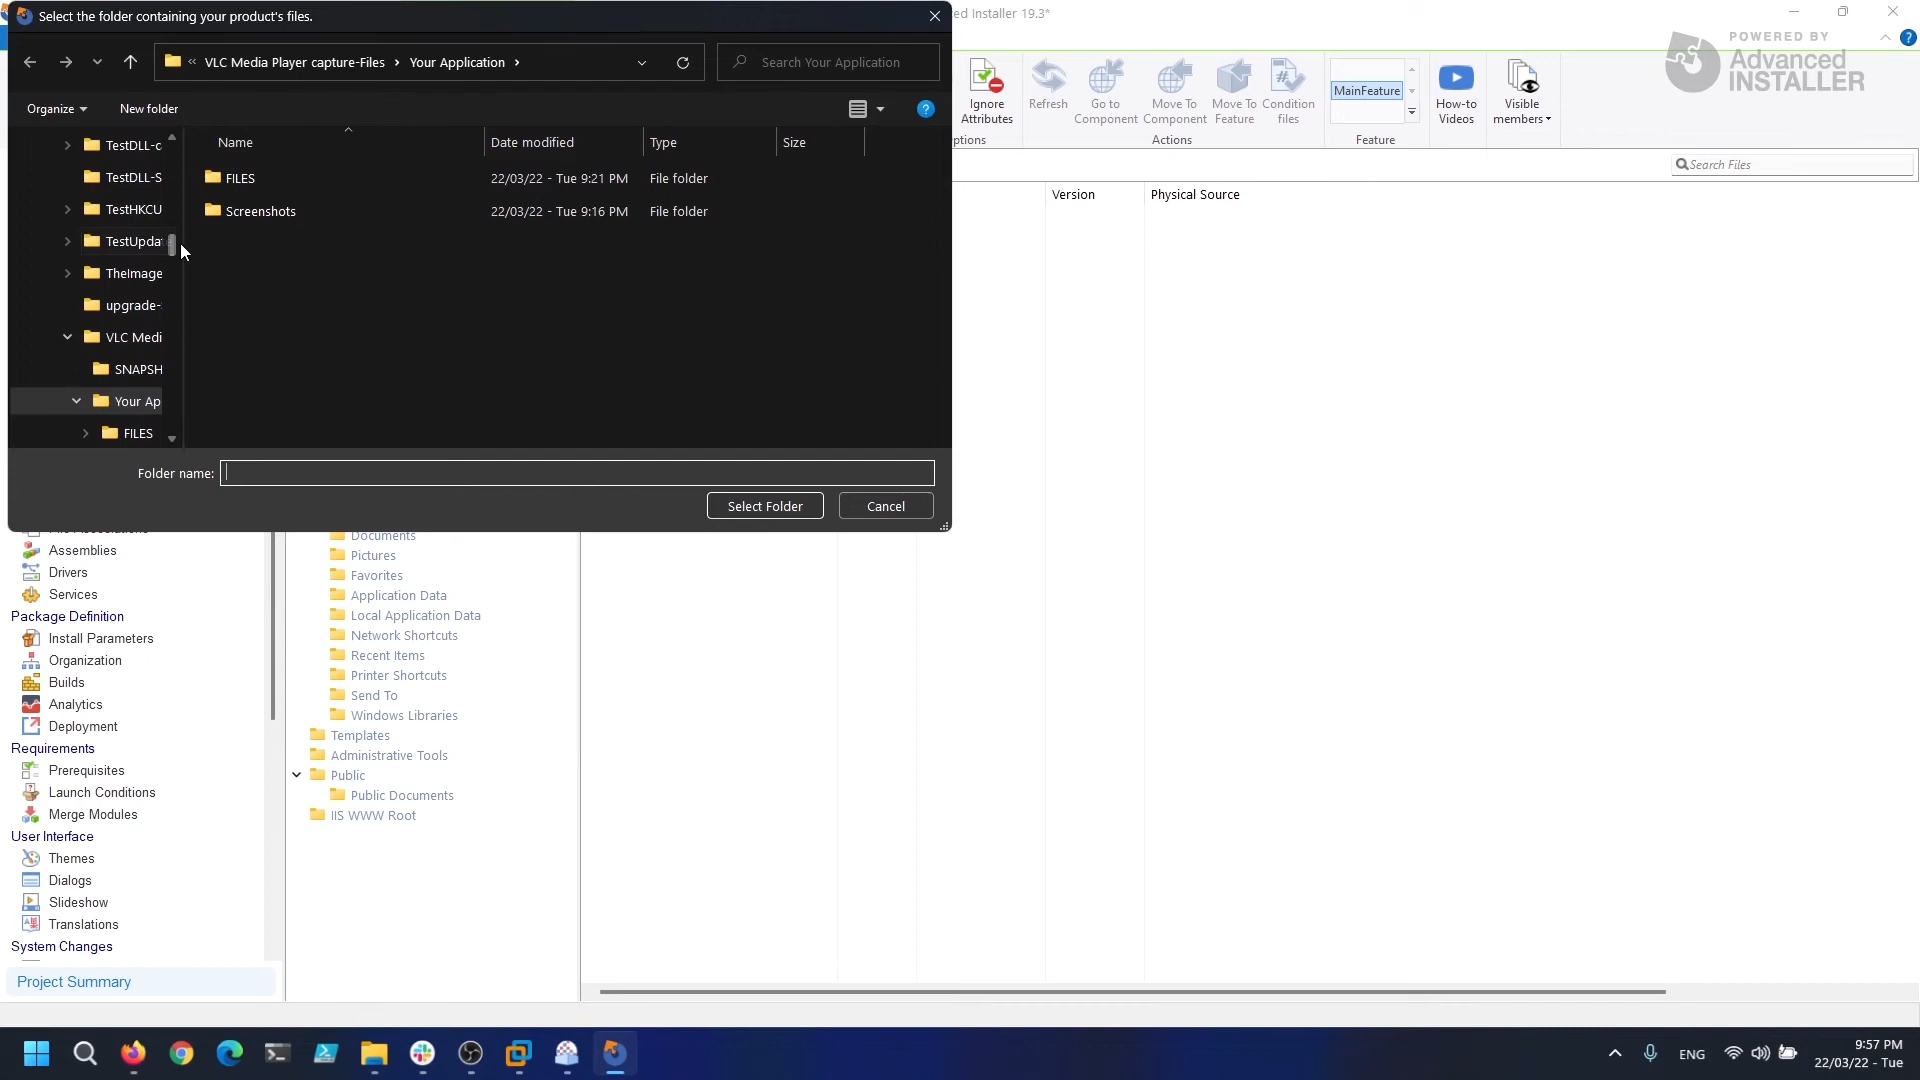 Select the folder containing your product's files.
ed Installer 19.3*
VLC Media Player capture-Files
Your Application
Search Your Application
Organize
New folder
TestDLL-c
TestDLL-S
TestHKCU
TestUpdat
TheImage
upgrade-
VLC Medi
SNAPSH
Your Ap
FILES
Name
Date modified
Type
Size
FILES
22/03/22 - Tue 9:21 PM
File folder
Screenshots
22/03/22 - Tue 9:16 PM
File folder
Folder name:
Select Folder
Cancel
POWERED BY
Advanced
INSTALLER
Ignore
Attributes
Refresh
Go to
Component
Move To
Component
Move To
Feature
Condition
files
MainFeature
How-to
Videos
Visible
members
ptions
Actions
Feature
Search Files
Version
Physical Source
Assemblies
Drivers
Services
Package Definition
Install Parameters
Organization
Builds
Analytics
Deployment
Requirements
Prerequisites
Launch Conditions
Merge Modules
User Interface
Themes
Dialogs
Slideshow
Translations
System Changes
Project Summary
Documents
Pictures
Favorites
Application Data
Local Application Data
Network Shortcuts
Recent Items
Printer Shortcuts
Send To
Windows Libraries
Templates
Administrative Tools
Public
Public Documents
IIS WWW Root
ENG
9:57 PM
22/03/22 - Tue